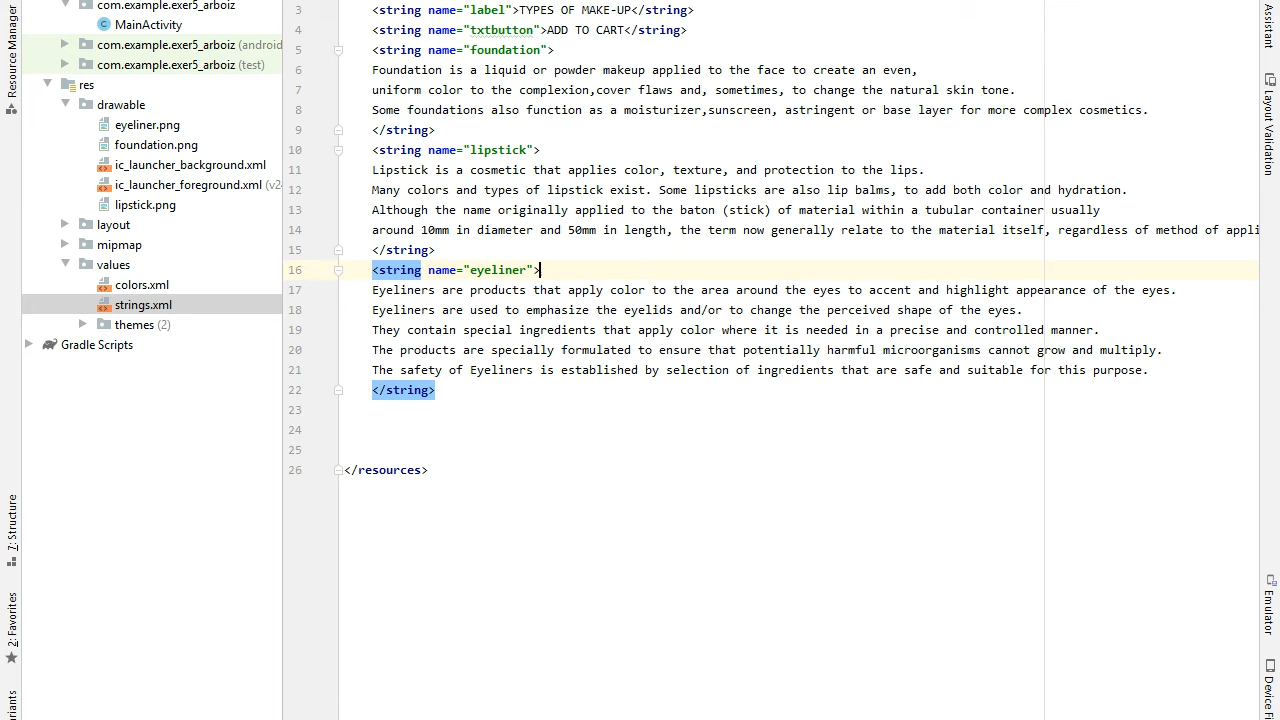 com.example.exer5_arboiz
MainActivity
com.example.exer5_arboiz (android
com.example.exer5_arboiz (test)
res
drawable
eyeliner.png
foundation.png
ic_launcher_background.xml
ic_launcher_foreground.xml (v2
lipstick.png
layout
mipmap
values
colors.xml
strings.xml
themes (2)
Gradle Scripts
Resource Manager
7: Structure
2: Favorites
3 <string name="label">TYPES OF MAKE-UP</string>
4 <string name="txtbutton">ADD TO CART</string>
5 <string name="foundation">
6 Foundation is a liquid or powder makeup applied to the face to create an even,
7 uniform color to the complexion,cover flaws and, sometimes, to change the natural skin tone.
8 Some foundations also function as a moisturizer,sunscreen, astringent or base layer for more complex cosmetics.
9 </string>
10 <string name="lipstick">
11 Lipstick is a cosmetic that applies color, texture, and protection to the lips.
12 Many colors and types of lipstick exist. Some lipsticks are also lip balms, to add both color and hydration.
13 Although the name originally applied to the baton (stick) of material within a tubular container usually
14 around 10mm in diameter and 50mm in length, the term now generally relate to the material itself, regardless of method of appli
15 </string>
16 <string name="eyeliner">
17 Eyeliners are products that apply color to the area around the eyes to accent and highlight appearance of the eyes.
18 Eyeliners are used to emphasize the eyelids and/or to change the perceived shape of the eyes.
19 They contain special ingredients that apply color where it is needed in a precise and controlled manner.
20 The products are specially formulated to ensure that potentially harmful microorganisms cannot grow and multiply.
21 The safety of Eyeliners is established by selection of ingredients that are safe and suitable for this purpose.
22 </string>
23
24
25
26 </resources>
Assistant
Layout Validation
Emulator